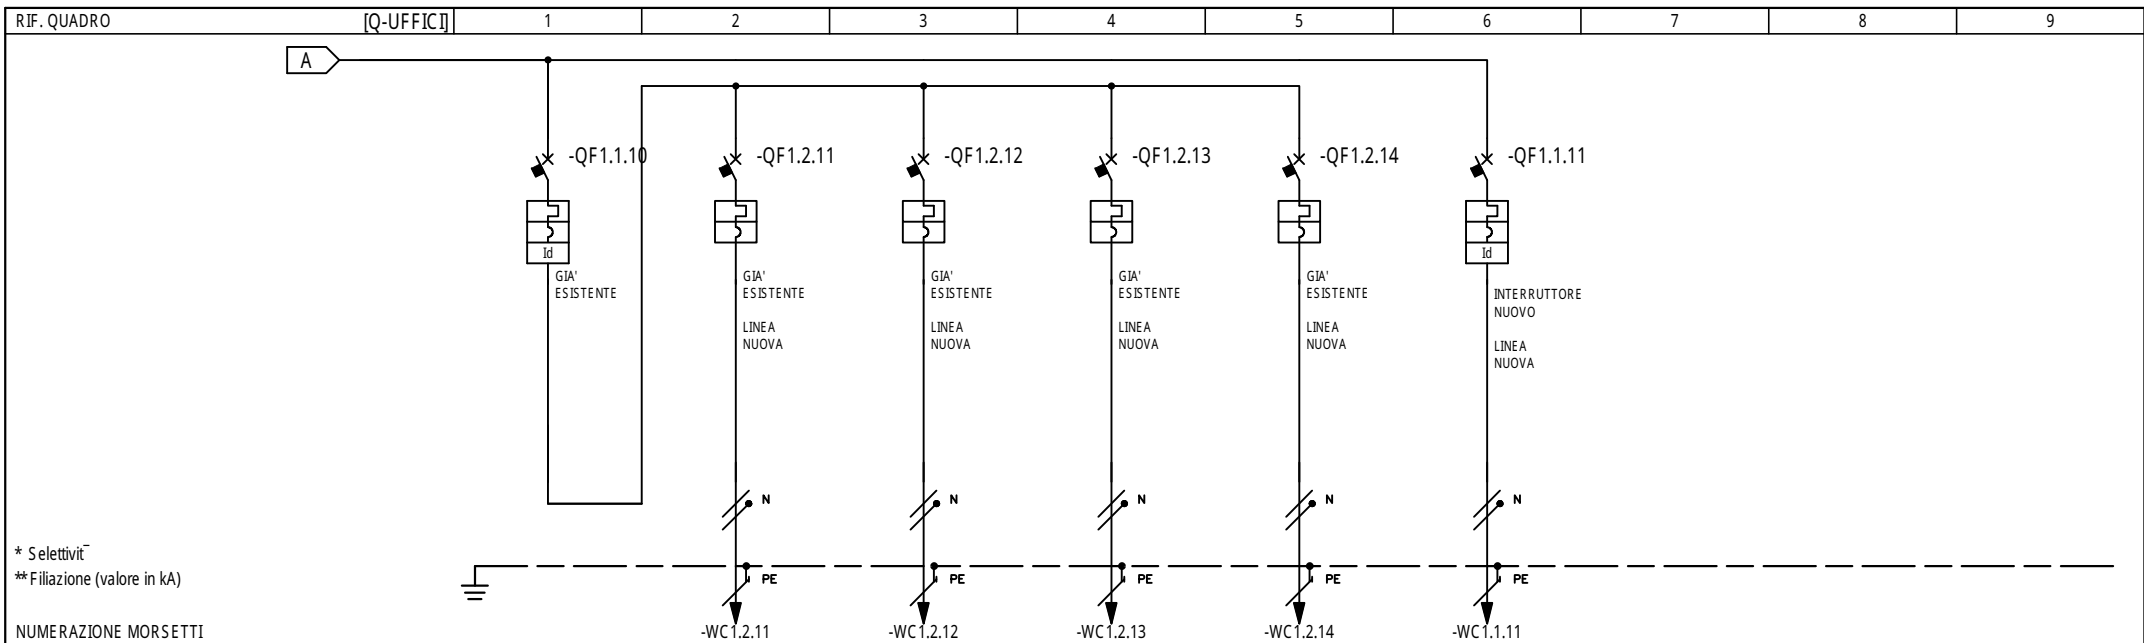 RIF. QUADRO [Q-UFFICI] 1 2 3 4 5 6 7 8 9
A
-QF1.1.10 -QF1.2.11 -QF1.2.12 -QF1.2.13 -QF1.2.14 -QF1.1.11
Id Id
GIA' GIA' GIA' GIA' GIA'
ESISTENTE ESISTENTE ESISTENTE ESISTENTE ESISTENTE INTERRUTTORE
NUOVO
LINEA LINEA LINEA LINEA
NUOVA NUOVA NUOVA NUOVA LINEA
NUOVA
N N N N N
* Selettivit¯
**Filiazione (valore in kA)
PE PE PE PE PE
NUMERAZIONE MORSETTI -WC1.2.11 -WC1.2.12 -WC1.2.13 -WC1.2.14 -WC1.1.11